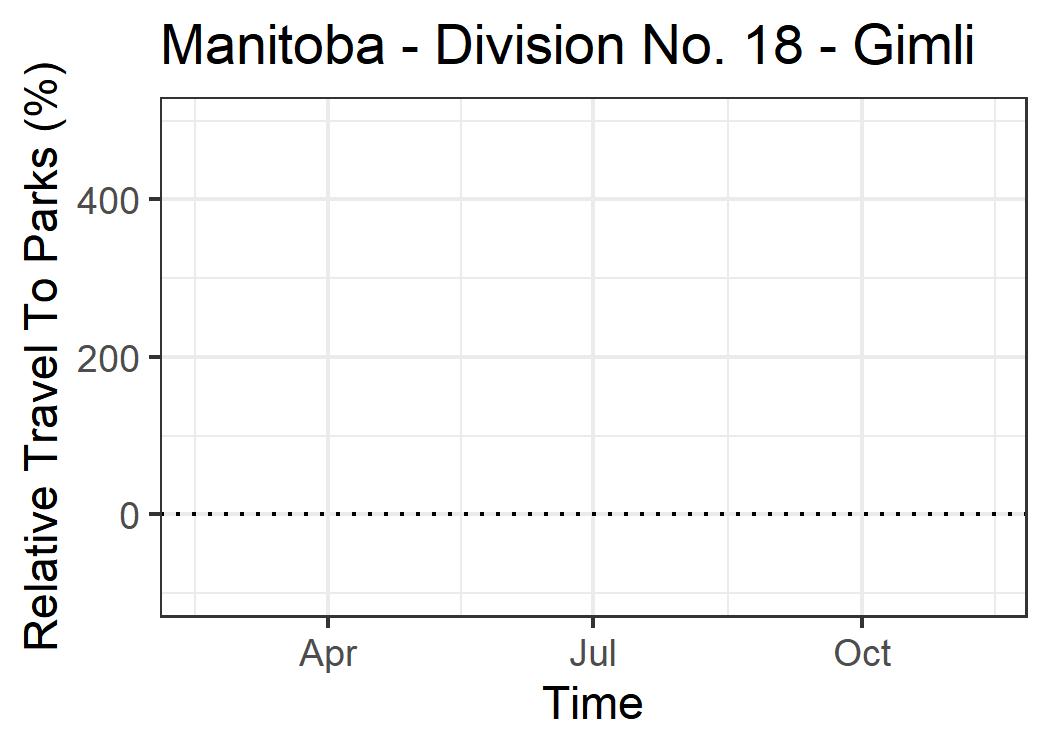 Manitoba - Division No. 18 - Gimli
Relative Travel To Parks (%)
400
200
0
Apr
Jul
Oct
Time